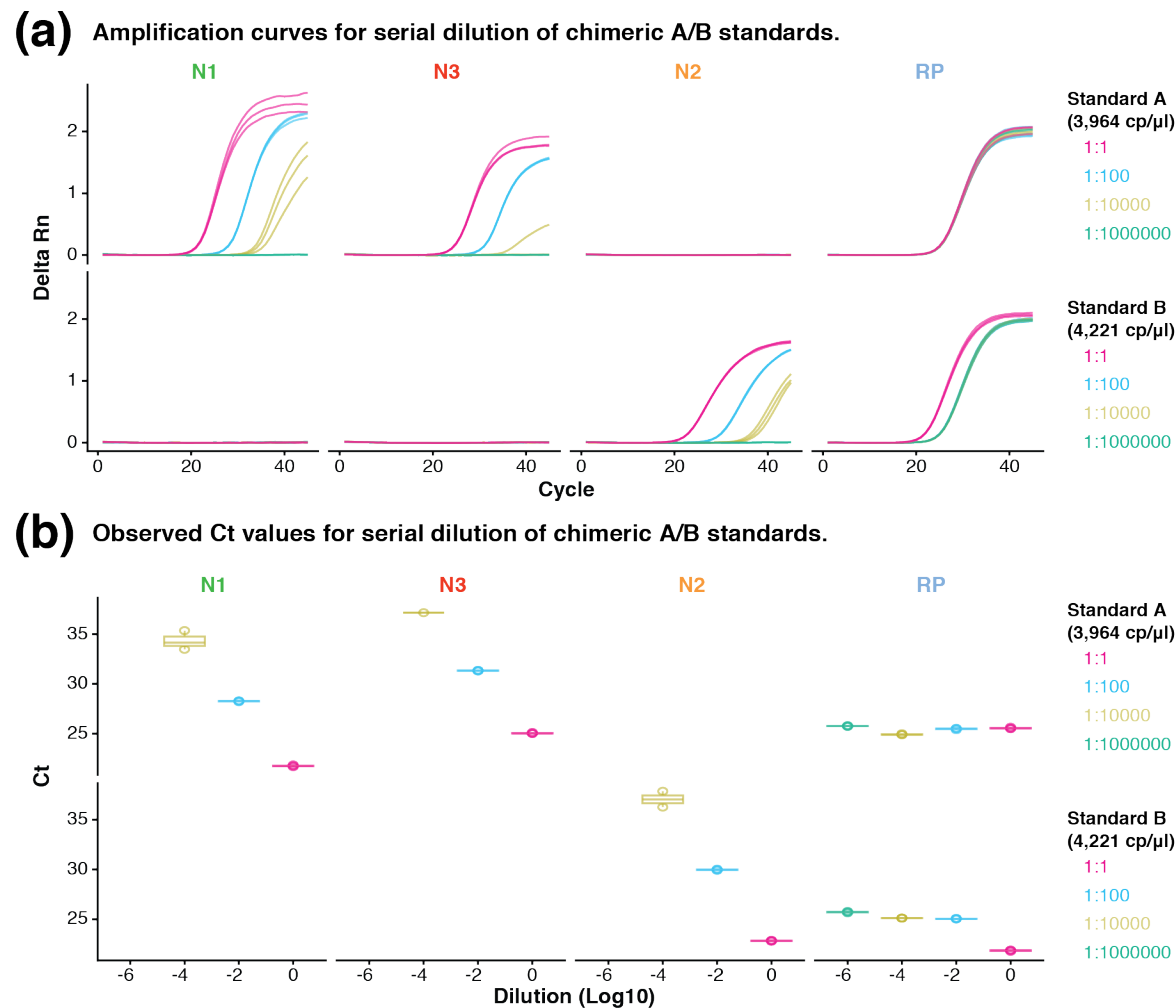 (a) Amplification curves for serial dilution of chimeric A/B standards.
N1 N3 N2 RP
Delta Rn
2
1
0
2
1
0
0 20 40 0 20 40 0 20 40 0 20 40
Cycle
Standard A
(3,964 cp/µl)
1:1
1:100
1:10000
1:1000000
Standard B
(4,221 cp/µl)
1:1
1:100
1:10000
1:1000000
(b) Observed Ct values for serial dilution of chimeric A/B standards.
N1 N3 N2 RP
Ct
35
30
25
35
30
25
-6 -4 -2 0 -6 -4 -2 0 -6 -4 -2 0 -6 -4 -2 0
Dilution (Log10)
Standard A
(3,964 cp/µl)
1:1
1:100
1:10000
1:1000000
Standard B
(4,221 cp/µl)
1:1
1:100
1:10000
1:1000000